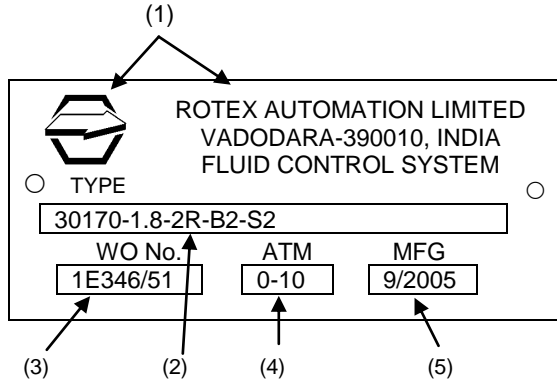 (1)
ROTEX AUTOMATION LIMITED
VADODARA-390010, INDIA
FLUID CONTROL SYSTEM
TYPE
30170-1.8-2R-B2-S2
WO No. ATM MFG
1E346/51 0-10 9/2005
(3) (2) (4) (5)